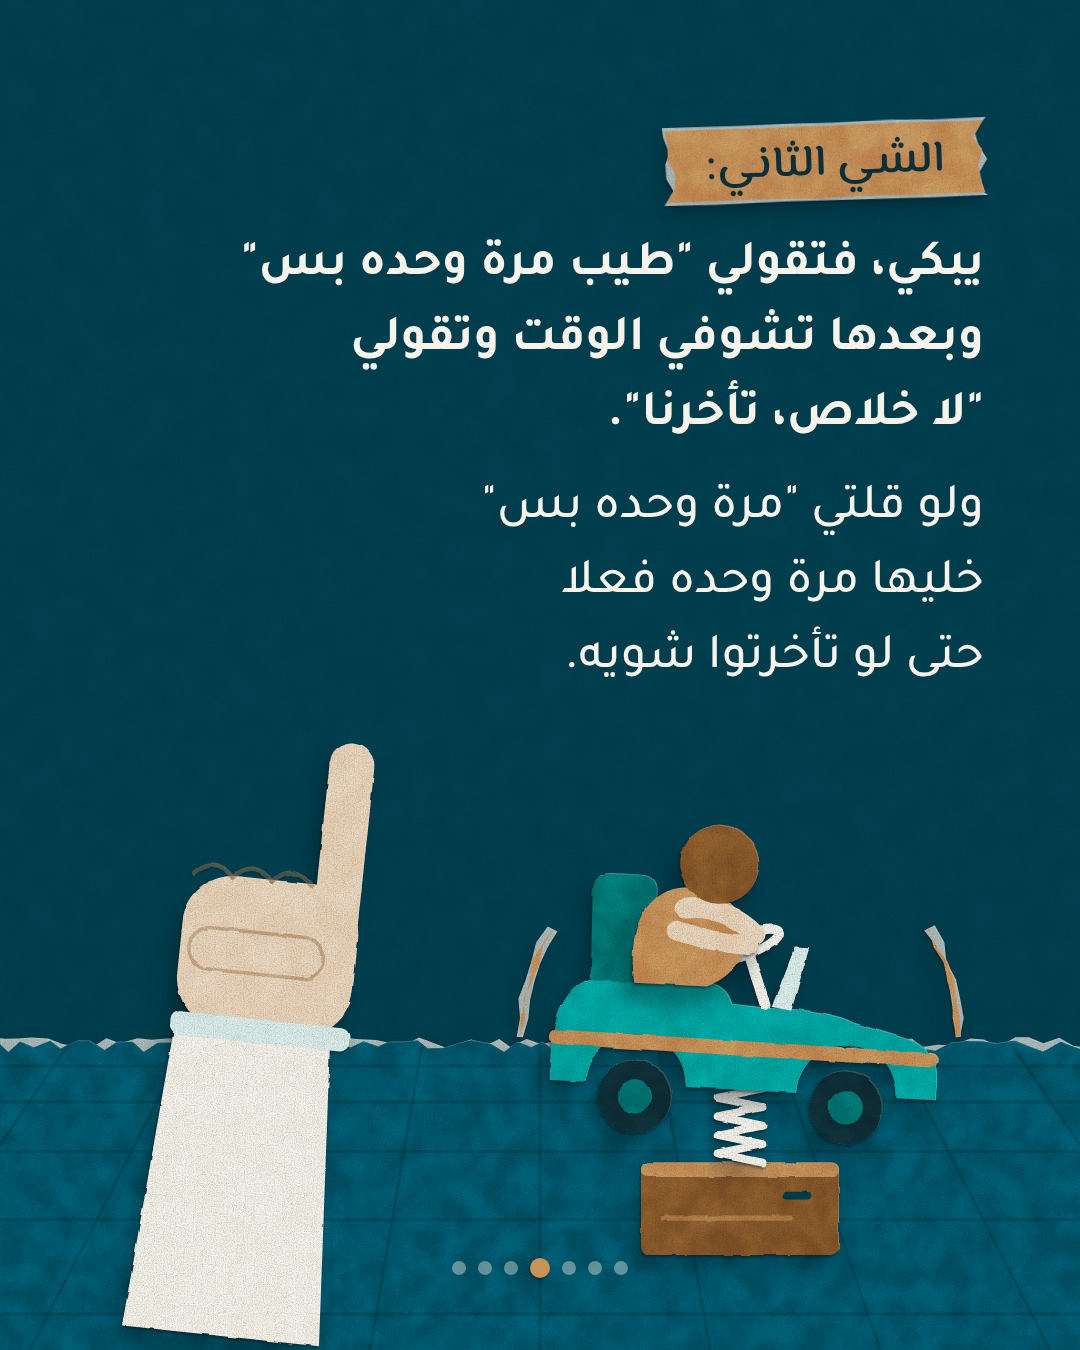 الشي الثاني:
يبكي، فتقولي "طيب مرة وحده بس"
وبعدها تشوفي الوقت وتقولي
"لا خلاص، تأخرنا".
ولو قلتي "مرة وحده بس"
خليها مرة وحده فعلا
حتى لو تأخرتوا شويه.